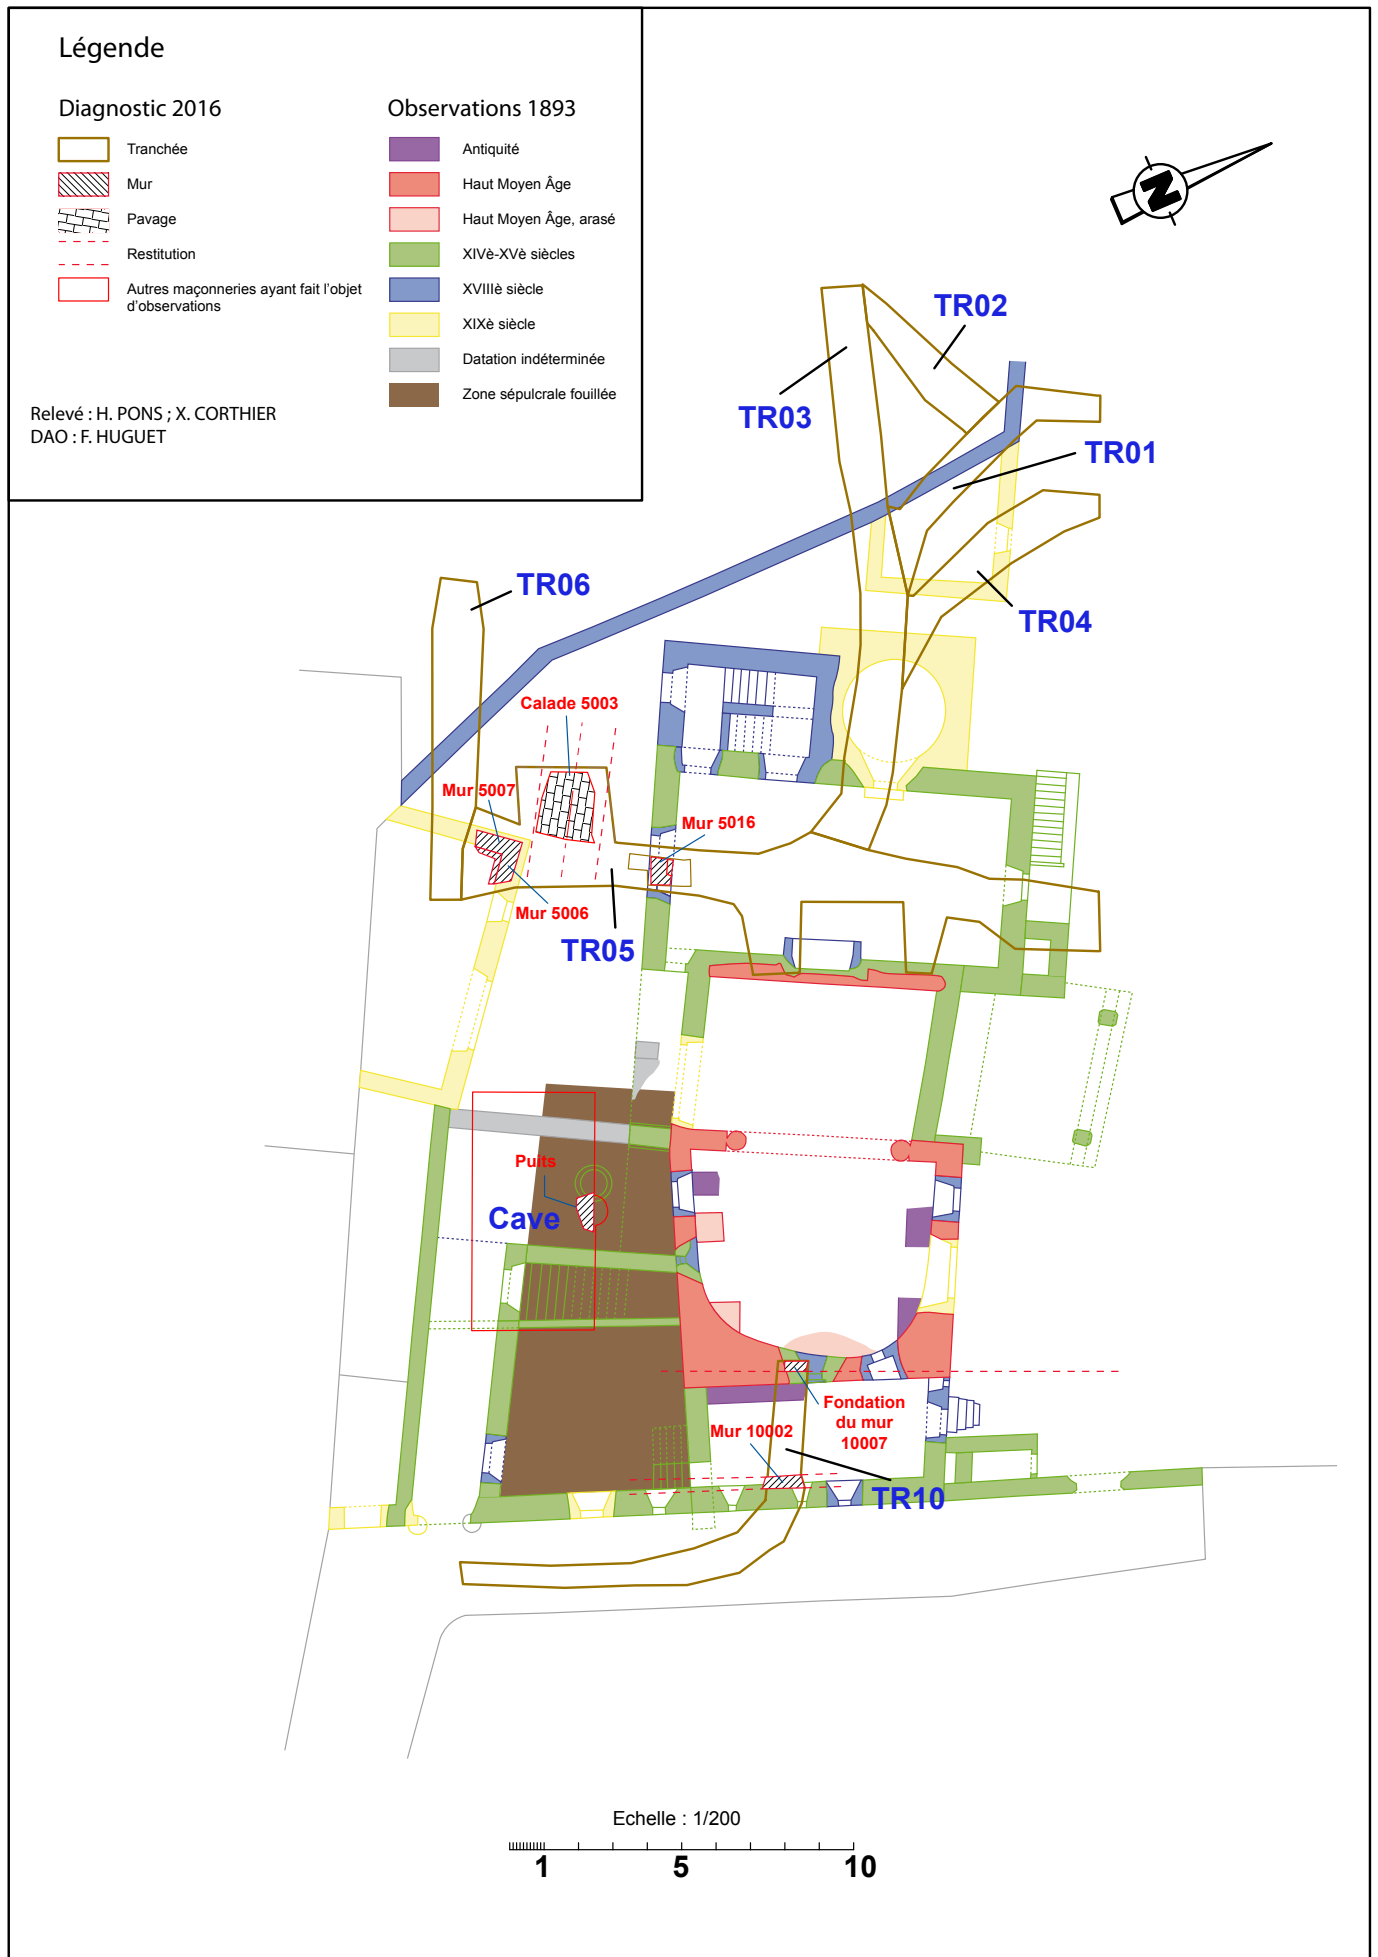 Légende
Diagnostic 2016
Tranchée
Mur
Pavage
Restitution
Autres maçonneries ayant fait l'objet
d'observations
Observations 1893
Antiquité
Haut Moyen Âge
Haut Moyen Âge, arasé
XIVè-XVè siècles
XVIIIè siècle
XIXè siècle
Datation indéterminée
Zone sépulcrale fouillée
Relevé : H. PONS ; X. CORTHIER
DAO : F. HUGUET
N
TR02
TR03
TR01
TR06
TR04
Calade 5003
Mur 5007
Mur 5016
Mur 5006
TR05
Puits
Cave
Fondation
du mur
10007
Mur 10002
TR10
Echelle : 1/200
1 5 10